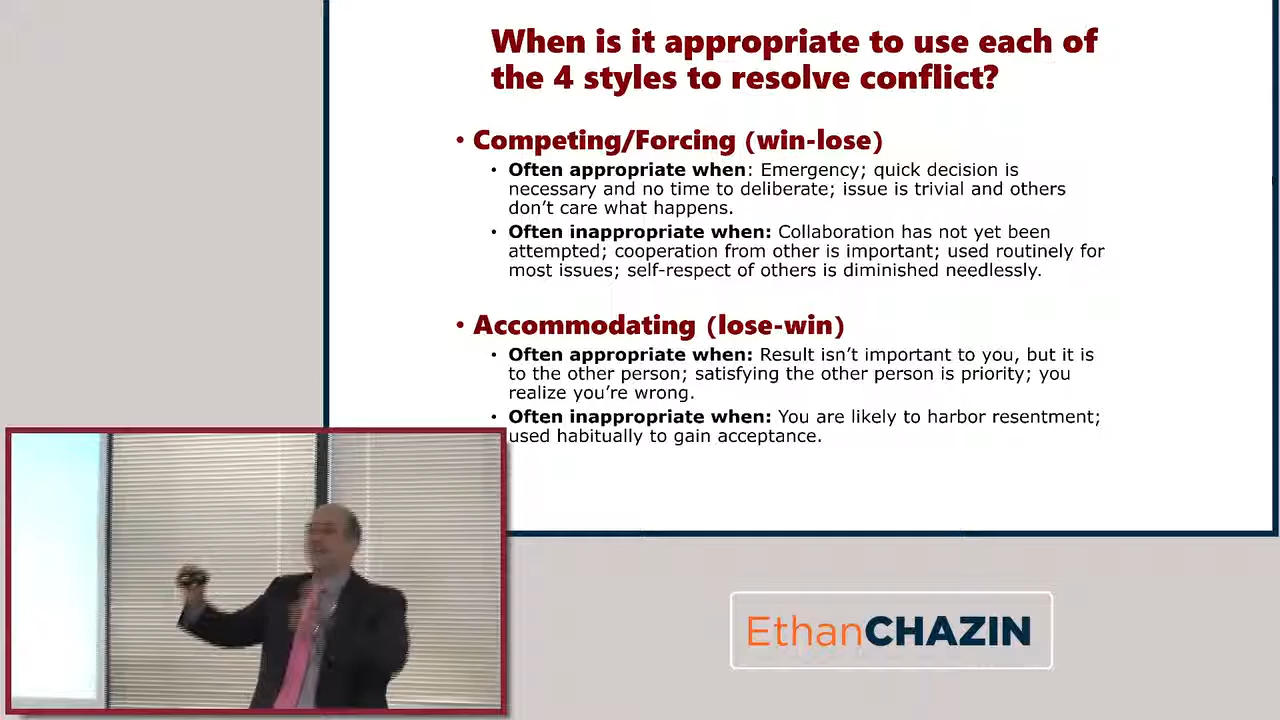 When is it appropriate to use each of
the 4 styles to resolve conflict?
• Competing/Forcing (win-lose)
• Often appropriate when: Emergency; quick decision is
necessary and no time to deliberate; issue is trivial and others
don’t care what happens.
• Often inappropriate when: Collaboration has not yet been
attempted; cooperation from other is important; used routinely for
most issues; self-respect of others is diminished needlessly.
• Accommodating (lose-win)
• Often appropriate when: Result isn’t important to you, but it is
to the other person; satisfying the other person is priority; you
realize you’re wrong.
• Often inappropriate when: You are likely to harbor resentment;
used habitually to gain acceptance.
EthanCHAZIN